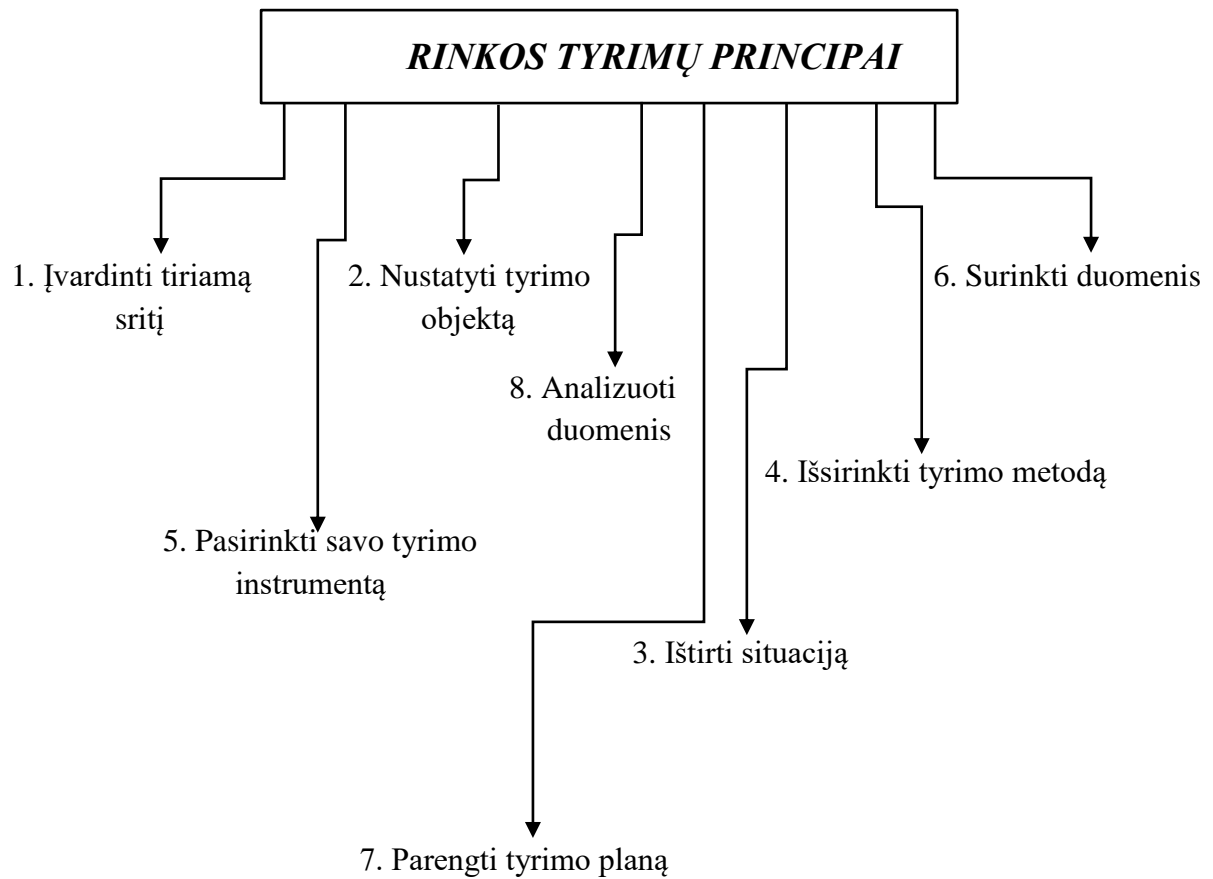 RINKOS TYRIMŲ PRINCIPAI
1. Įvardinti tiriamą
sritį
2. Nustatyti tyrimo
objektą
6. Surinkti duomenis
8. Analizuoti
duomenis
4. Išsirinkti tyrimo metodą
5. Pasirinkti savo tyrimo
instrumentą
3. Ištirti situaciją
7. Parengti tyrimo planą